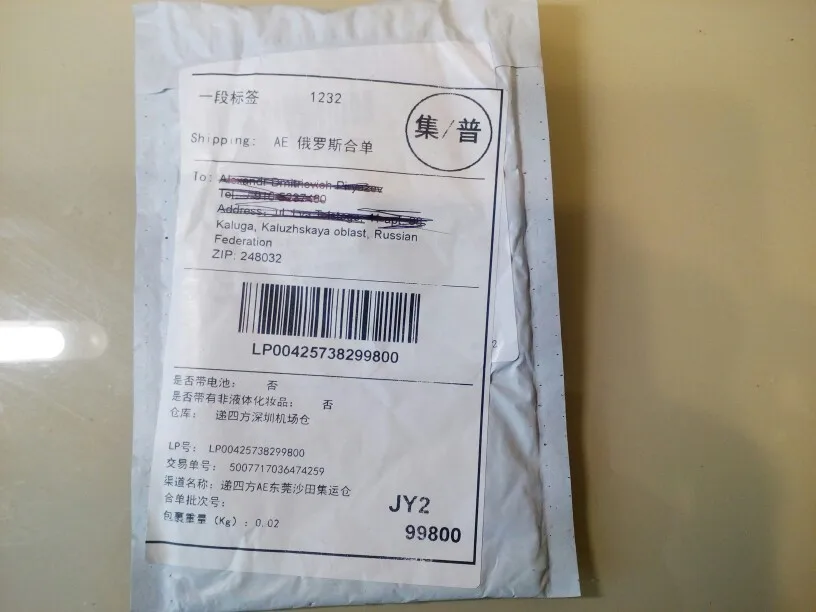 一段标签 1232
集/普
Shipping: AE 俄罗斯合单
To:
Tel:
Address:
Kaluga, Kaluzhskaya oblast, Russian
Federation
ZIP: 248032
LP00425738299800
2
是否带电池: 否
是否带有非液体化妆品: 否
仓库: 递四方深圳机场仓
LP号: LP00425738299800
交易单号: 5007717036474259
渠道名称: 递四方AE东莞沙田集运仓
合单批次号:
包裹重量 (Kg) : 0.02
JY2
99800